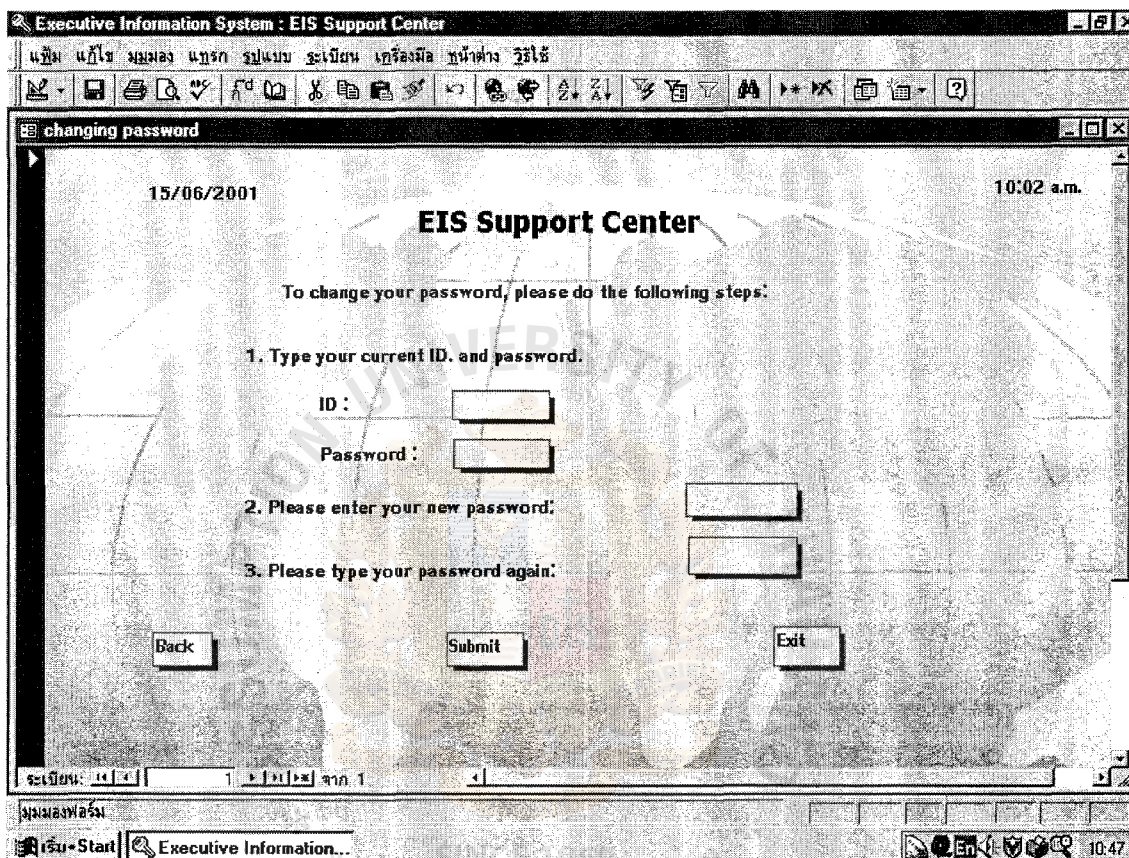 Executive Information System : EIS Support Center
แฟ้ม แก้ไข มุมมอง แทรก รูปแบบ ระเบียน เครื่องมือ หน้าต่าง วิธีใช้
changing password
15/06/2001
10:02 a.m.
EIS Support Center
To change your password, please do the following steps:
1. Type your current ID. and password.
ID :
Password :
2. Please enter your new password:
3. Please type your password again:
Back
Submit
Exit
ระเบียน: 1 จาก 1
มุมมองฟอร์ม
เริ่ม-Start
Executive Information...
En
10:47